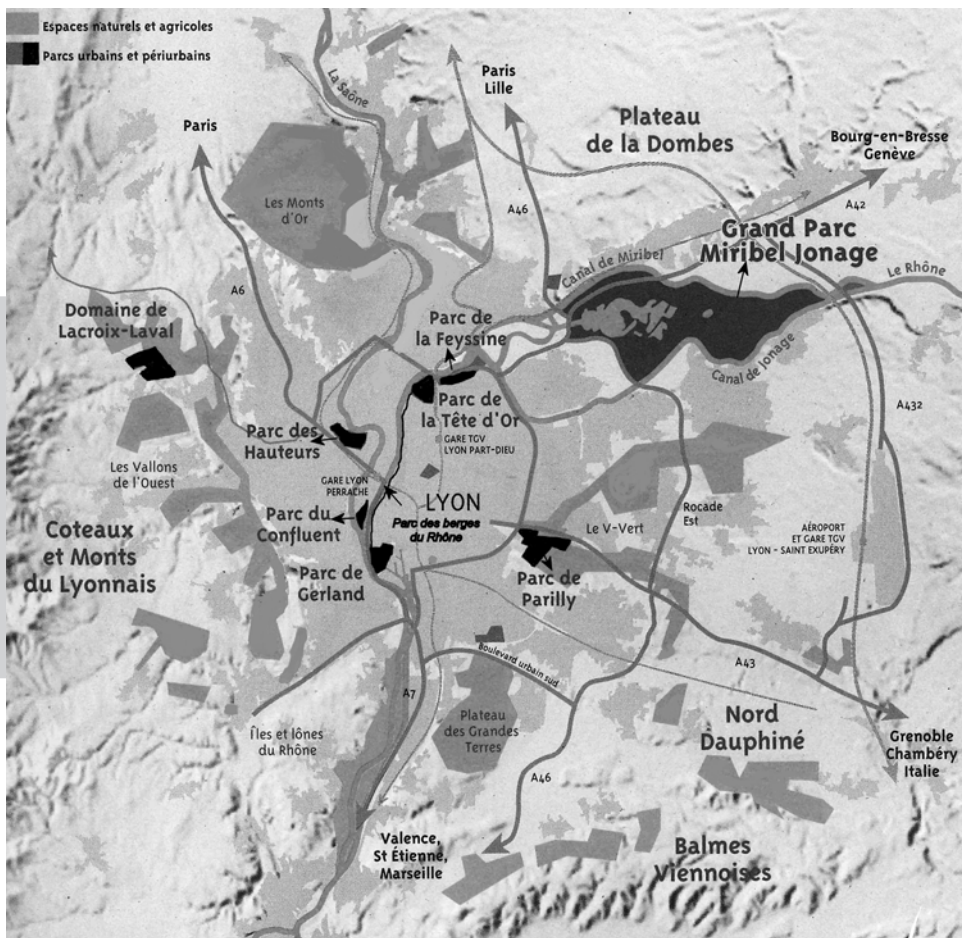 Espaces naturels et agricoles
Parcs urbains et périurbains
La Saône
Paris
Lille
Paris
Plateau
de la Dombes
Bourg-en-Bresse
Genève
Les Monts
d'Or
A46
A42
Grand Parc
Miribel Jonage
Canal de Miribel
Le Rhône
A6
Domaine de
Lacroix-Laval
Parc de
la Feyssine
Canal de Jonage
Parc de
la Tête d'Or
A432
Parc des
Hauteurs
GARE TGV
LYON PART-DIEU
Les Vallons
de l'Ouest
GARE LYON
PERRACHE
LYON
Parc des berges
du Rhône
Rocade
Est
Le V-Vert
Parc du
Confluent
AÉROPORT
ET GARE TGV
LYON - SAINT EXUPÉRY
Coteaux
et Monts
du Lyonnais
Parc de
Gerland
Parc de
Parilly
Boulevard urbain sud
A43
A7
Îles et lônes
du Rhône
Plateau
des Grandes
Terres
Nord
Dauphiné
Grenoble
Chambéry
Italie
A46
Valence,
St Étienne,
Marseille
Balmes
Viennoises